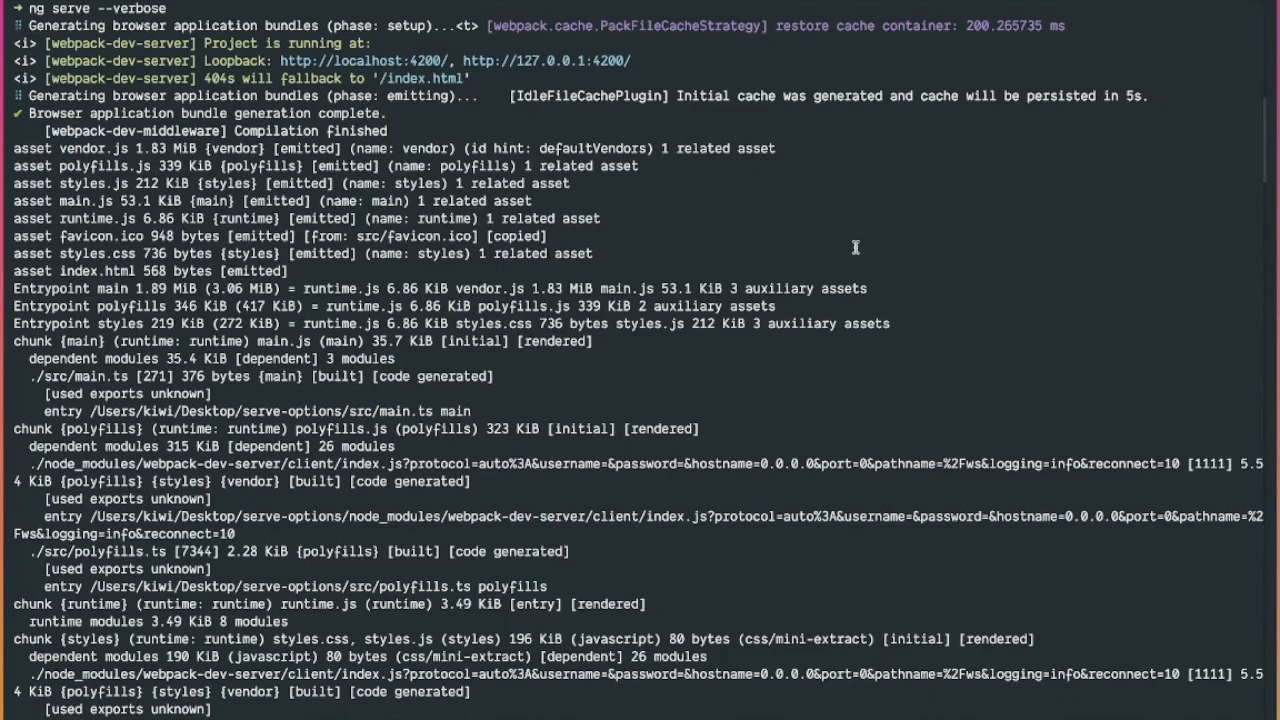 ➜ ng serve --verbose
⠿ Generating browser application bundles (phase: setup)...<t> [webpack.cache.PackFileCacheStrategy] restore cache container: 200.265735 ms
<i> [webpack-dev-server] Project is running at:
<i> [webpack-dev-server] Loopback: http://localhost:4200/, http://127.0.0.1:4200/
<i> [webpack-dev-server] 404s will fallback to '/index.html'
⠿ Generating browser application bundles (phase: emitting)...    [IdleFileCachePlugin] Initial cache was generated and cache will be persisted in 5s.
✔ Browser application bundle generation complete.
    [webpack-dev-middleware] Compilation finished
asset vendor.js 1.83 MiB {vendor} [emitted] (name: vendor) (id hint: defaultVendors) 1 related asset
asset polyfills.js 339 KiB {polyfills} [emitted] (name: polyfills) 1 related asset
asset styles.js 212 KiB {styles} [emitted] (name: styles) 1 related asset
asset main.js 53.1 KiB {main} [emitted] (name: main) 1 related asset
asset runtime.js 6.86 KiB {runtime} [emitted] (name: runtime) 1 related asset
asset favicon.ico 948 bytes [emitted] [from: src/favicon.ico] [copied]
asset styles.css 736 bytes {styles} [emitted] (name: styles) 1 related asset
asset index.html 568 bytes [emitted]
Entrypoint main 1.89 MiB (3.06 MiB) = runtime.js 6.86 KiB vendor.js 1.83 MiB main.js 53.1 KiB 3 auxiliary assets
Entrypoint polyfills 346 KiB (417 KiB) = runtime.js 6.86 KiB polyfills.js 339 KiB 2 auxiliary assets
Entrypoint styles 219 KiB (272 KiB) = runtime.js 6.86 KiB styles.css 736 bytes styles.js 212 KiB 3 auxiliary assets
chunk {main} (runtime: runtime) main.js (main) 35.7 KiB [initial] [rendered]
  dependent modules 35.4 KiB [dependent] 3 modules
  ./src/main.ts [271] 376 bytes {main} [built] [code generated]
    [used exports unknown]
    entry /Users/kiwi/Desktop/serve-options/src/main.ts main
chunk {polyfills} (runtime: runtime) polyfills.js (polyfills) 323 KiB [initial] [rendered]
  dependent modules 315 KiB [dependent] 26 modules
  ./node_modules/webpack-dev-server/client/index.js?protocol=auto%3A&username=&password=&hostname=0.0.0.0&port=0&pathname=%2Fws&logging=info&reconnect=10 [1111] 5.5
4 KiB {polyfills} {styles} {vendor} [built] [code generated]
    [used exports unknown]
    entry /Users/kiwi/Desktop/serve-options/node_modules/webpack-dev-server/client/index.js?protocol=auto%3A&username=&password=&hostname=0.0.0.0&port=0&pathname=%2
Fws&logging=info&reconnect=10
  ./src/polyfills.ts [7344] 2.28 KiB {polyfills} [built] [code generated]
    [used exports unknown]
    entry /Users/kiwi/Desktop/serve-options/src/polyfills.ts polyfills
chunk {runtime} (runtime: runtime) runtime.js (runtime) 3.49 KiB [entry] [rendered]
  runtime modules 3.49 KiB 8 modules
chunk {styles} (runtime: runtime) styles.css, styles.js (styles) 196 KiB (javascript) 80 bytes (css/mini-extract) [initial] [rendered]
  dependent modules 190 KiB (javascript) 80 bytes (css/mini-extract) [dependent] 26 modules
  ./node_modules/webpack-dev-server/client/index.js?protocol=auto%3A&username=&password=&hostname=0.0.0.0&port=0&pathname=%2Fws&logging=info&reconnect=10 [1111] 5.5
4 KiB {polyfills} {styles} {vendor} [built] [code generated]
    [used exports unknown]